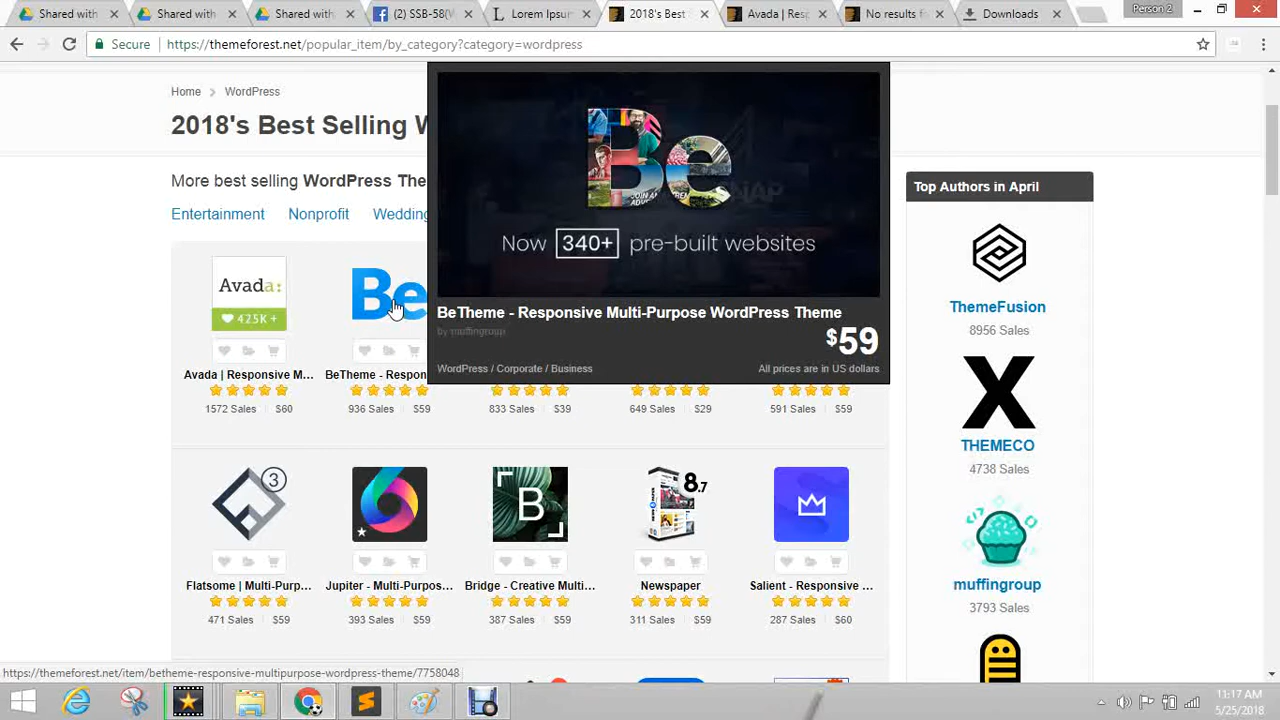 Shared with
Shared with
Shared with
(2) SSB-58(W
Lorem Ipsum
2018's Best S
Avada | Resp
No results f
Downloads
Person 2
Secure
https://themeforest.net/popular_item/by_category?category=wordpress
Home
WordPress
2018's Best Selling W
More best selling WordPress The
Entertainment
Nonprofit
Wedding
Be
Now 340+ pre-built websites
BeTheme - Responsive Multi-Purpose WordPress Theme
by muffingroup
$59
WordPress / Corporate / Business
All prices are in US dollars
Avada:
425K +
Be
Avada | Responsive M...
BeTheme - Respon
1572 Sales
$60
936 Sales
$59
833 Sales
$39
649 Sales
$29
591 Sales
$59
3
B
8.7
Flatsome | Multi-Purp...
Jupiter - Multi-Purpos...
Bridge - Creative Multi...
Newspaper
Salient - Responsive ...
471 Sales
$59
393 Sales
$59
387 Sales
$59
311 Sales
$59
287 Sales
$60
Top Authors in April
ThemeFusion
8956 Sales
X
THEMECO
4738 Sales
muffingroup
3793 Sales
https://themeforest.net/item/betheme-responsive-multipurpose-wordpress-theme/7758048
11:17 AM
5/25/2018